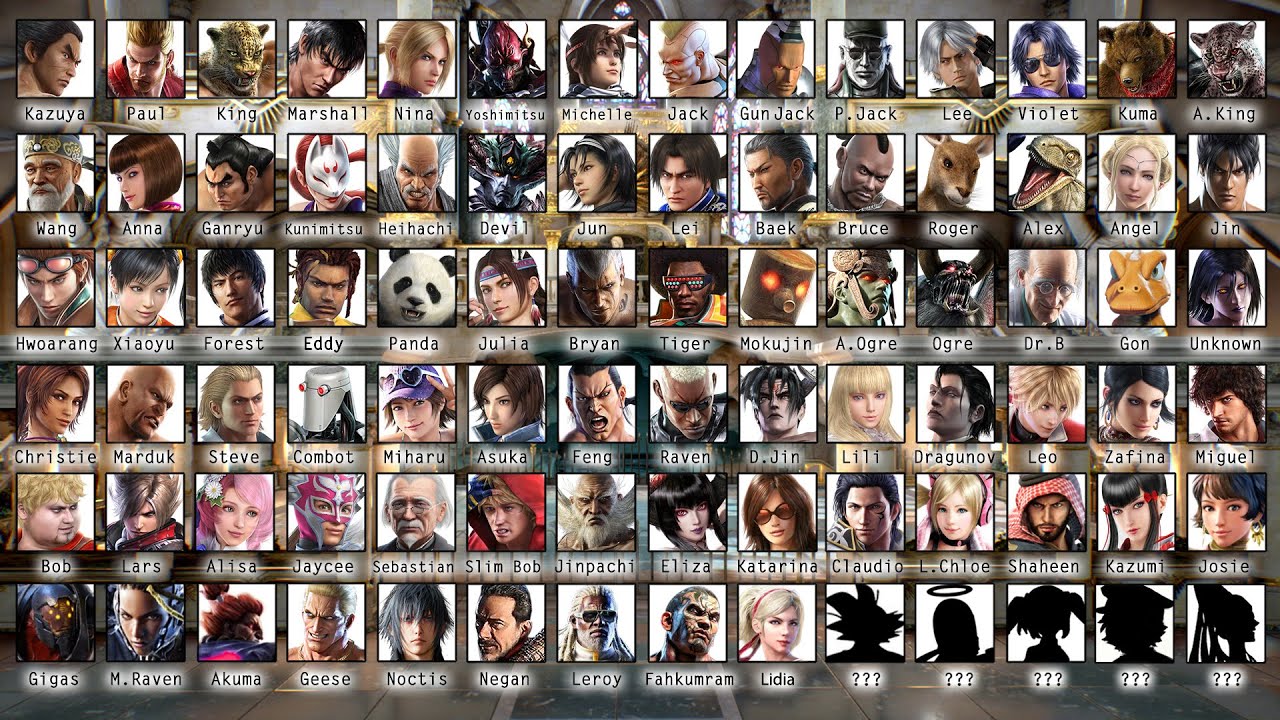 Kazuya Paul King Marshall Nina Yoshimitsu Michelle Jack GunJack P.Jack Lee Violet Kuma A.King
Wang Anna Ganryu Kunimitsu Heihachi Devil Jun Lei Baek Bruce Roger Alex Angel Jin
Hwoarang Xiaoyu Forest Eddy Panda Julia Bryan Tiger Mokujin A.Ogre Ogre Dr.B Gon Unknown
Christie Marduk Steve Combot Miharu Asuka Feng Raven D.Jin Lili Dragunov Leo Zafina Miguel
Bob Lars Alisa Jaycee Sebastian Slim Bob Jinpachi Eliza Katarina Claudio L.Chloe Shaheen Kazumi Josie
Gigas M.Raven Akuma Geese Noctis Negan Leroy Fahkumram Lidia ??? ??? ??? ??? ???